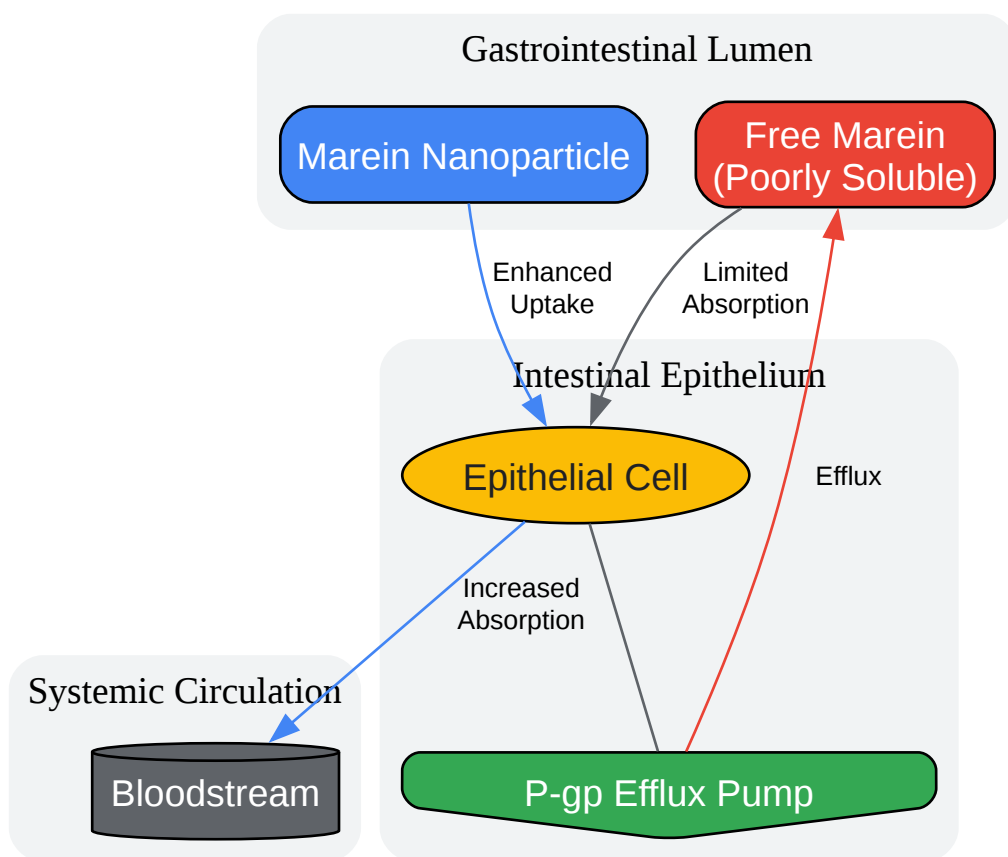 Gastrointestinal Lumen
Marein Nanoparticle
Free Marein
(Poorly Soluble)
Enhanced
Uptake
Limited
Absorption
Intestinal Epithelium
Epithelial Cell
Efflux
Increased
Absorption
Systemic Circulation
Bloodstream
P-gp Efflux Pump